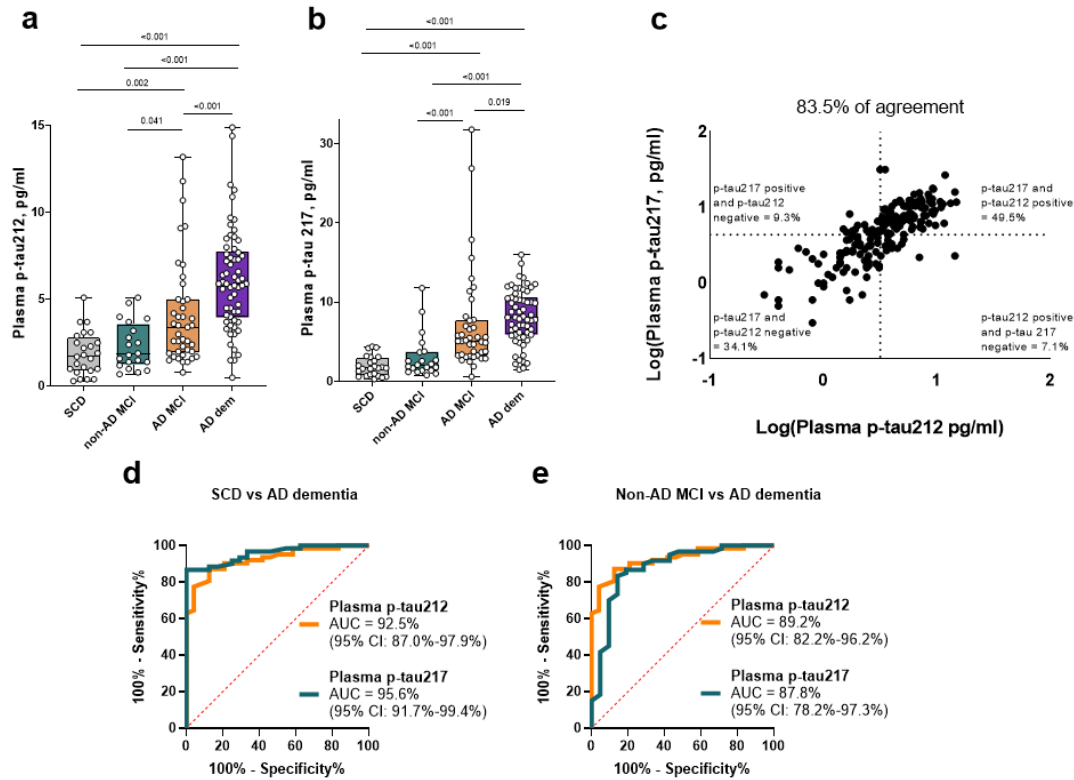 a
<0.001
<0.001
0.002
<0.001
0.041
Plasma p-tau212, pg/ml
15
10
5
0
SCD
non-AD MCI
AD MCI
AD dem
b
<0.001
<0.001
<0.001
0.019
<0.001
Plasma p-tau 217, pg/ml
30
20
10
0
SCD
non-AD MCI
AD MCI
AD dem
c
83.5% of agreement
Log(Plasma p-tau217, pg/ml)
2
1
0
-1
p-tau217 positive
and p-tau212
negative = 9.3%
p-tau217 and
p-tau212 positive
= 49.5%
p-tau217 and
p-tau212 negative
= 34.1%
p-tau212 positive
and p-tau 217
negative = 7.1%
-1
0
1
2
Log(Plasma p-tau212 pg/ml)
d
SCD vs AD dementia
100% - Sensitivity%
100
80
60
40
20
0
Plasma p-tau212
AUC = 92.5%
(95% CI: 87.0%-97.9%)
Plasma p-tau217
AUC = 95.6%
(95% CI: 91.7%-99.4%)
0 20 40 60 80 100
100% - Specificity%
e
Non-AD MCI vs AD dementia
100% - Sensitivity%
100
80
60
40
20
0
Plasma p-tau212
AUC = 89.2%
(95% CI: 82.2%-96.2%)
Plasma p-tau217
AUC = 87.8%
(95% CI: 78.2%-97.3%)
0 20 40 60 80 100
100% - Specificity%